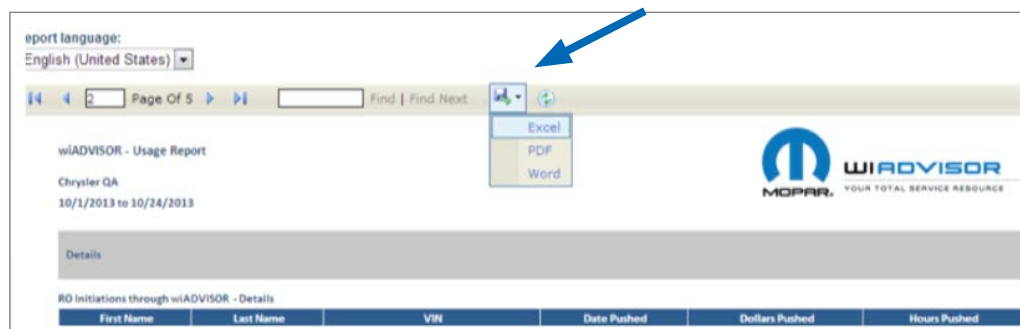 eport language:
English (United States)
2 Page Of 5 Find | Find Next
Excel
PDF
Word
wiADVISOR - Usage Report
Chrysler QA
10/1/2013 to 10/24/2013
MOPAR.
WIADVISOR
YOUR TOTAL SERVICE RESOURCE
Details
RO Initiations through wiADVISOR - Details
First Name Last Name VIN Date Pushed Dollars Pushed Hours Pushed